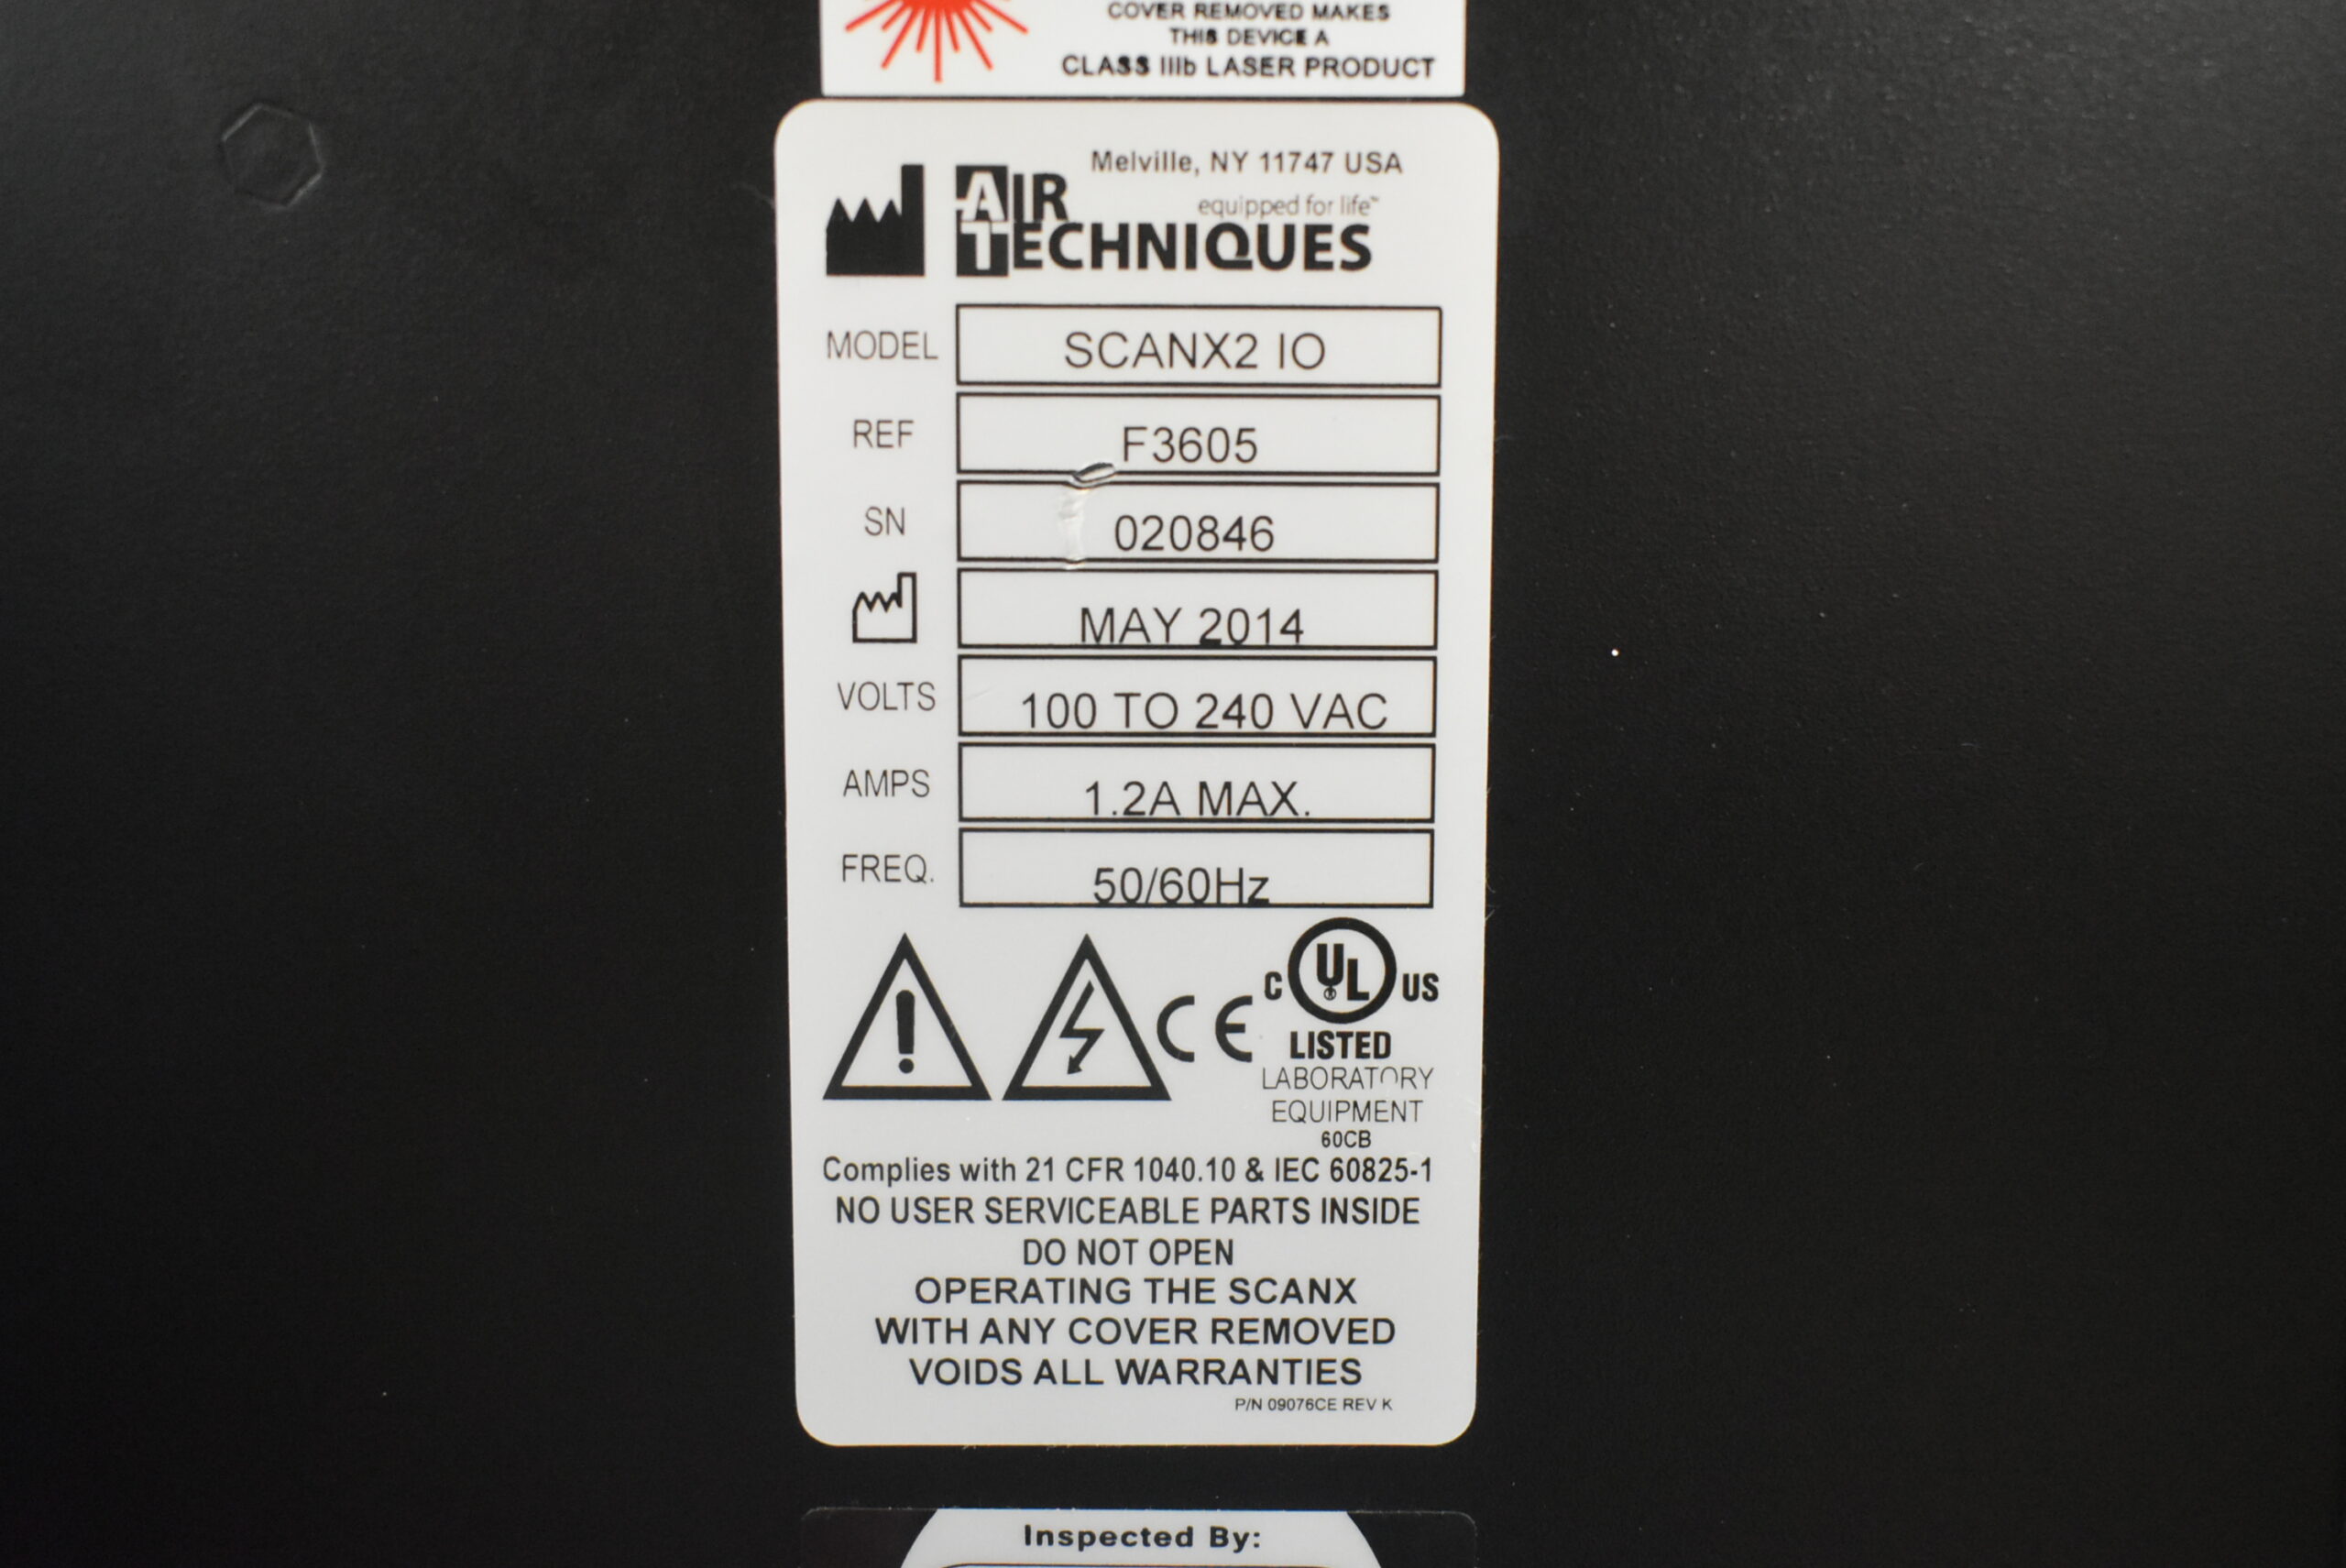 COVER REMOVED MAKES
THIS DEVICE A
CLASS IIIb LASER PRODUCT
Melville, NY 11747 USA
AIR
equipped for life™
TECHNIQUES
MODEL SCANX2 IO
REF F3605
SN 020846
MAY 2014
VOLTS 100 TO 240 VAC
AMPS 1.2A MAX.
FREQ. 50/60Hz
CE
C UL® US
LISTED
LABORATORY
EQUIPMENT
60CB
Complies with 21 CFR 1040.10 & IEC 60825-1
NO USER SERVICEABLE PARTS INSIDE
DO NOT OPEN
OPERATING THE SCANX
WITH ANY COVER REMOVED
VOIDS ALL WARRANTIES
P/N 09076CE REV K
Inspected By: